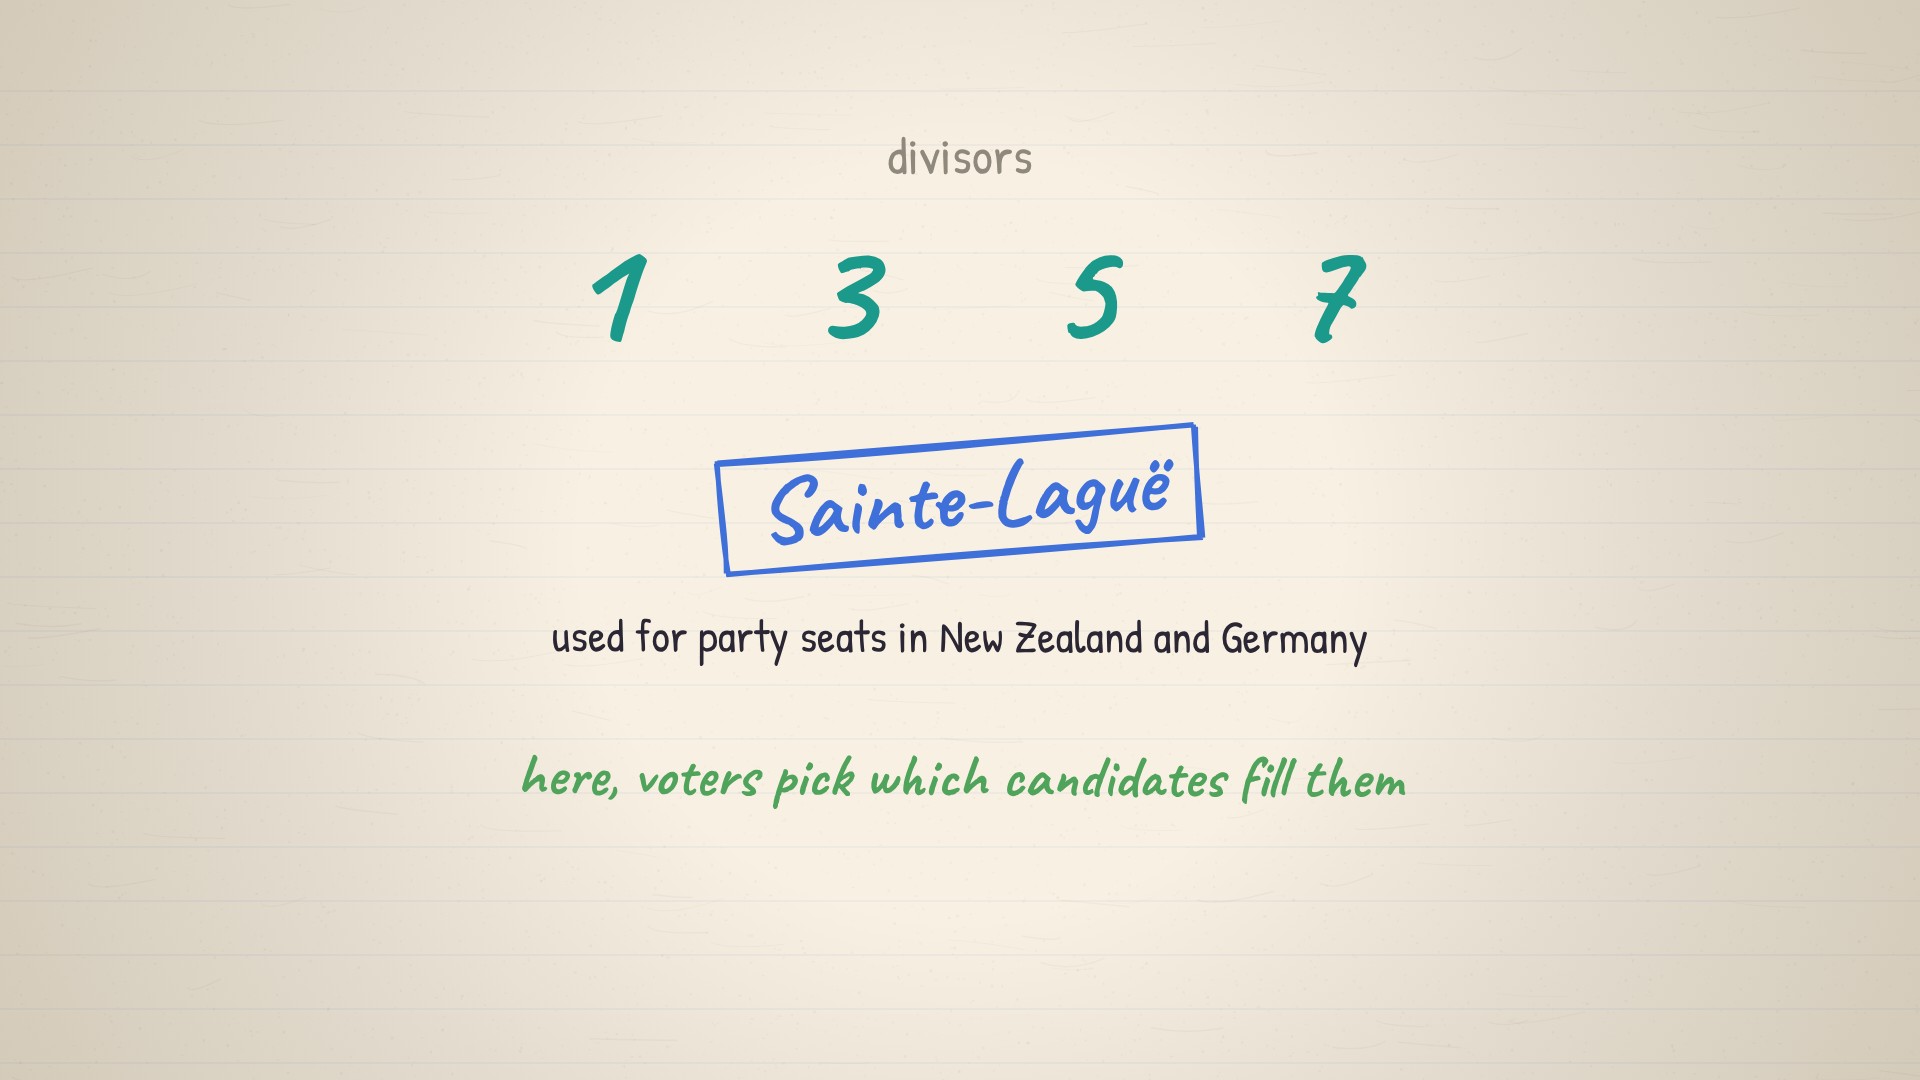 divisors
1 3 5 7
Sainte-Laguë
used for party seats in New Zealand and Germany
here, voters pick which candidates fill them